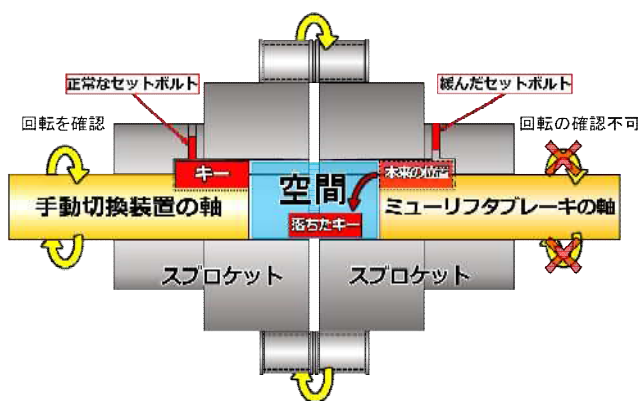 正常なセットボルト
緩んだセットボルト
回転を確認
回転の確認不可
キー
空間
本来の位置
手動切換装置の軸
落ちたキー
ミューリフタブレーキの軸
スプロケット
スプロケット